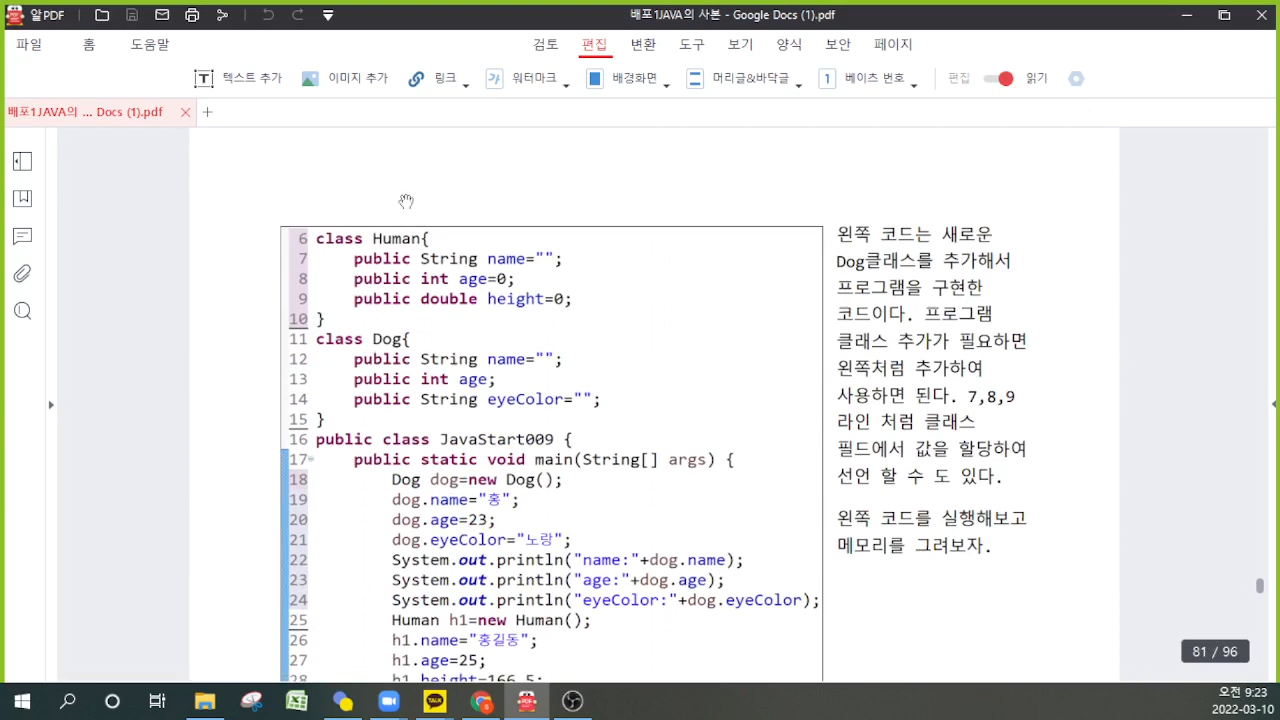 알PDF
배포1JAVA의 사본 - Google Docs (1).pdf
파일 홈 도움말 검토 편집 변환 도구 보기 양식 보안 페이지
텍스트 추가 이미지 추가 링크 워터마크 배경화면 머리글&바닥글 1 베이츠 번호 편집 읽기
배포1JAVA의 ... Docs (1).pdf
6 class Human{
7 public String name="";
8 public int age=0;
9 public double height=0;
10 }
11 class Dog{
12 public String name="";
13 public int age;
14 public String eyeColor="";
15 }
16 public class JavaStart009 {
17 public static void main(String[] args) {
18 Dog dog=new Dog();
19 dog.name="홍";
20 dog.age=23;
21 dog.eyeColor="노랑";
22 System.out.println("name:"+dog.name);
23 System.out.println("age:"+dog.age);
24 System.out.println("eyeColor:"+dog.eyeColor);
25 Human h1=new Human();
26 h1.name="홍길동";
27 h1.age=25;
28 h1.height=166.5;
왼쪽 코드는 새로운
Dog클래스를 추가해서
프로그램을 구현한
코드이다. 프로그램
클래스 추가가 필요하면
왼쪽처럼 추가하여
사용하면 된다. 7,8,9
라인 처럼 클래스
필드에서 값을 할당하여
선언 할 수 도 있다.
왼쪽 코드를 실행해보고
메모리를 그려보자.
81 / 96
오전 9:23
2022-03-10